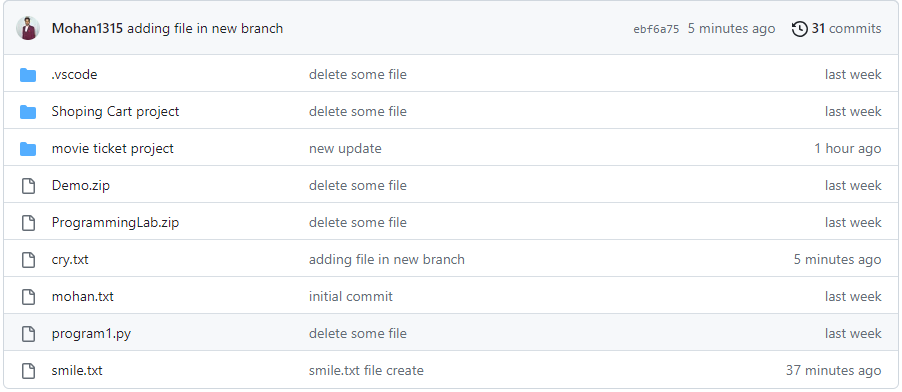 Mohan1315 adding file in new branch ebf6a75 5 minutes ago 31 commits
.vscode delete some file last week
Shoping Cart project delete some file last week
movie ticket project new update 1 hour ago
Demo.zip delete some file last week
ProgrammingLab.zip delete some file last week
cry.txt adding file in new branch 5 minutes ago
mohan.txt initial commit last week
program1.py delete some file last week
smile.txt smile.txt file create 37 minutes ago